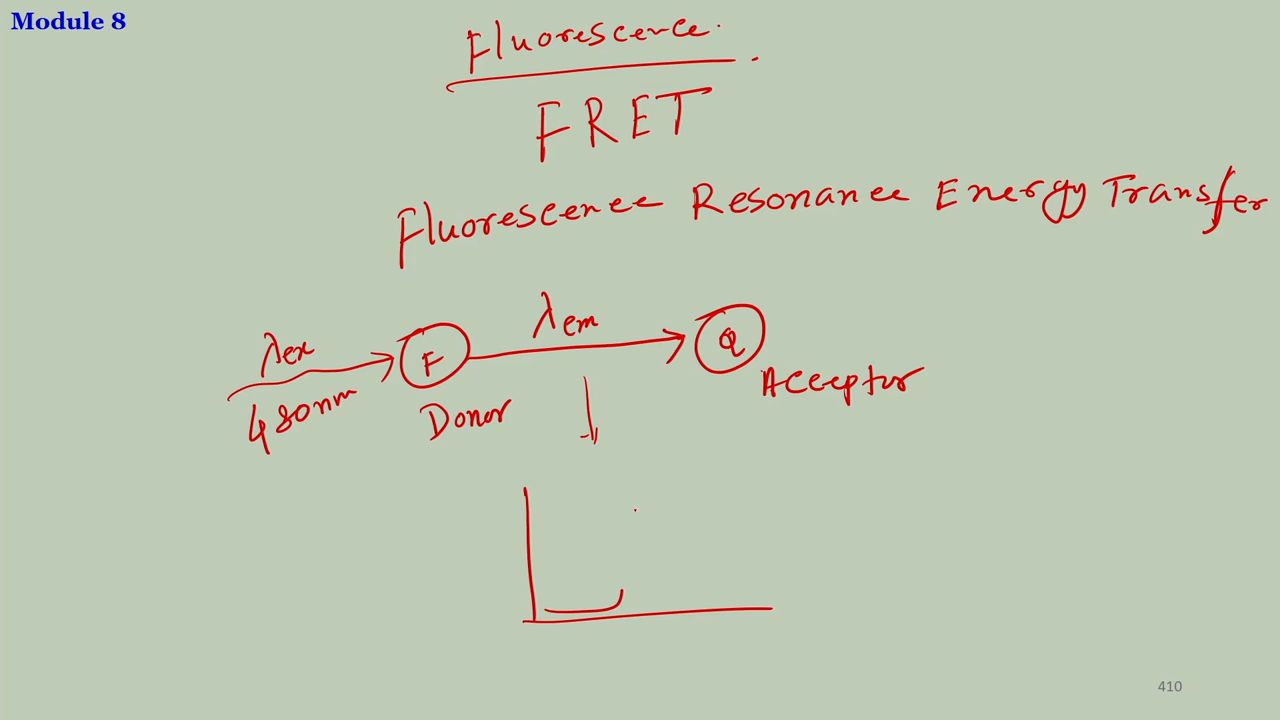 Module 8
Fluorescence.
FRET
Fluorescence Resonance Energy Transfer
λex
λem
F
Q
480nm
Donor
Acceptor
410